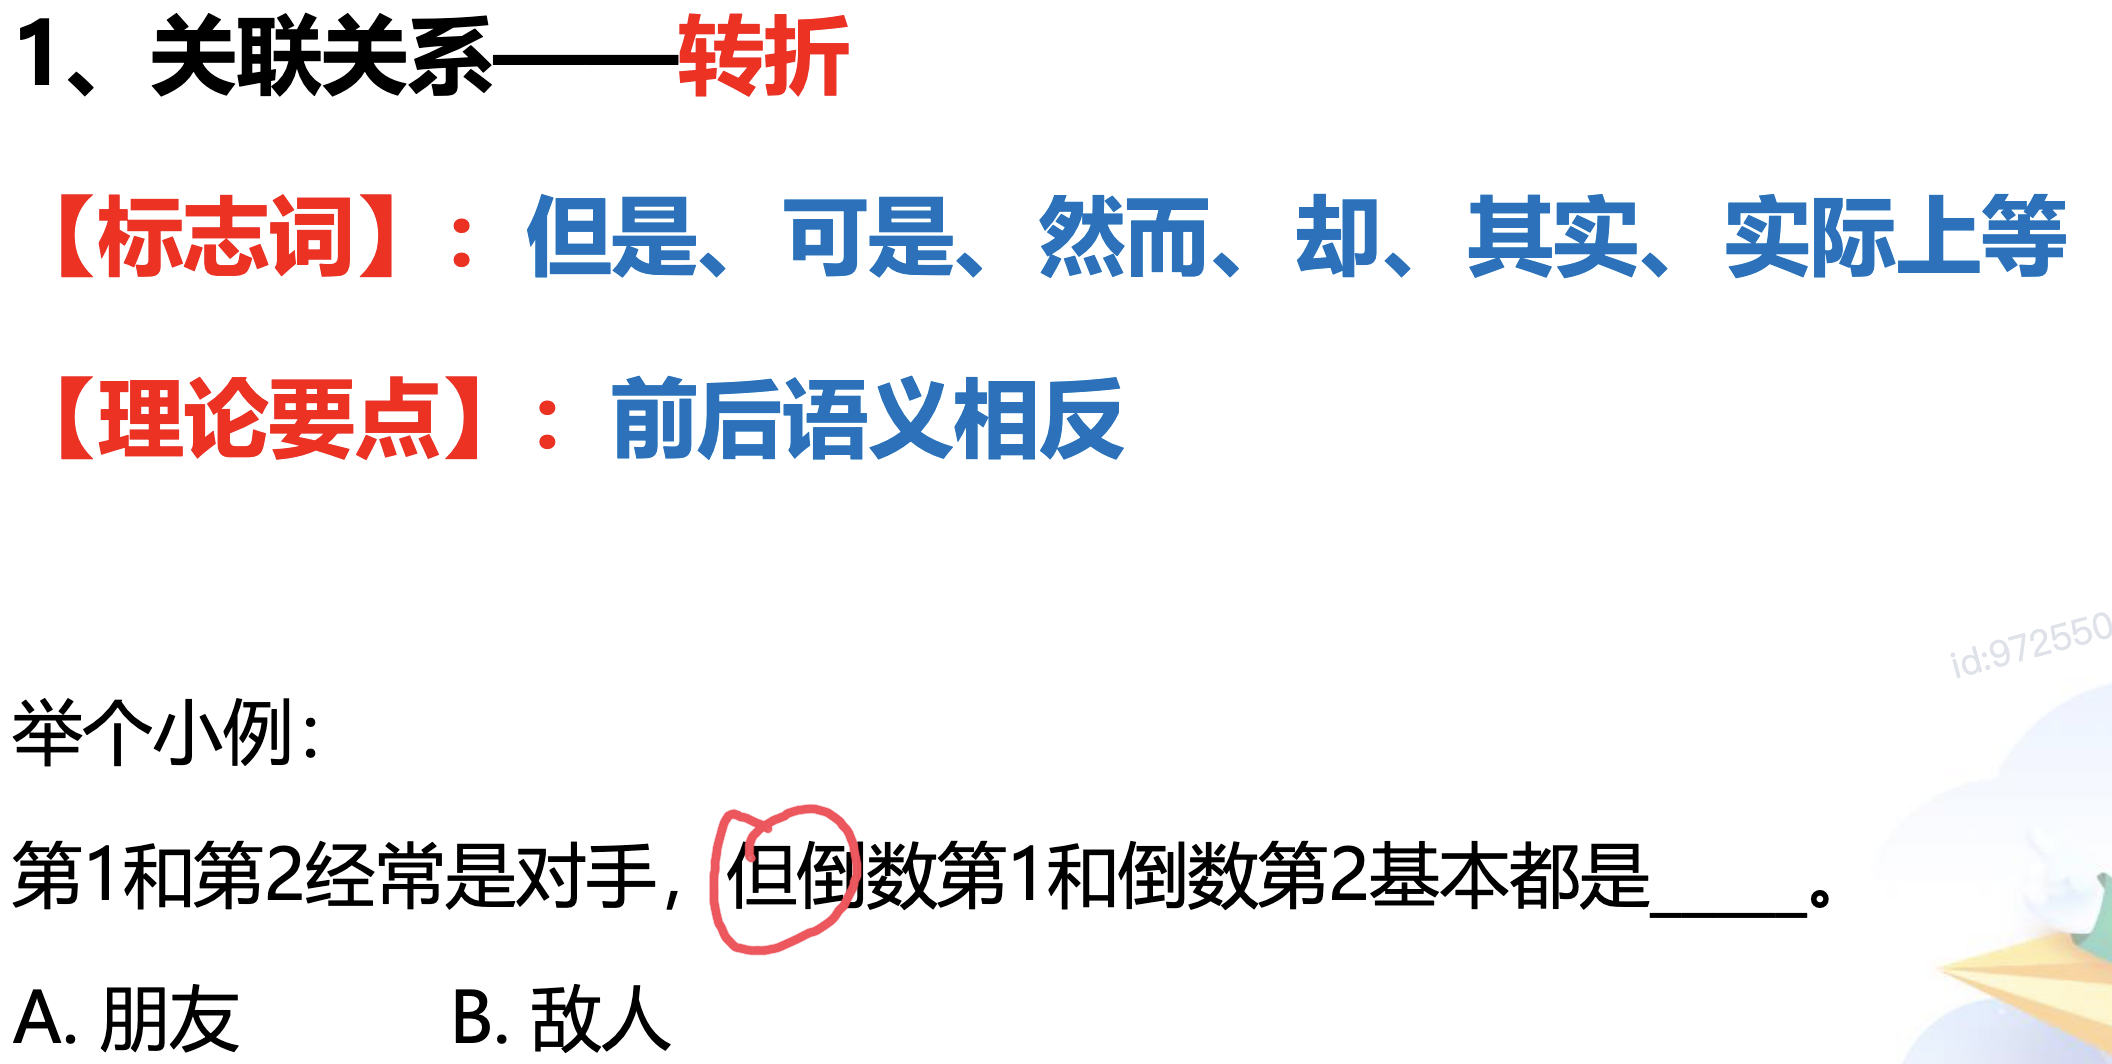 1、关联关系——转折
【标志词】：但是、可是、然而、却、其实、实际上等
【理论要点】：前后语义相反
id:972550
举个小例：
第1和第2经常是对手，但倒数第1和倒数第2基本都是_____。
A. 朋友 B. 敌人